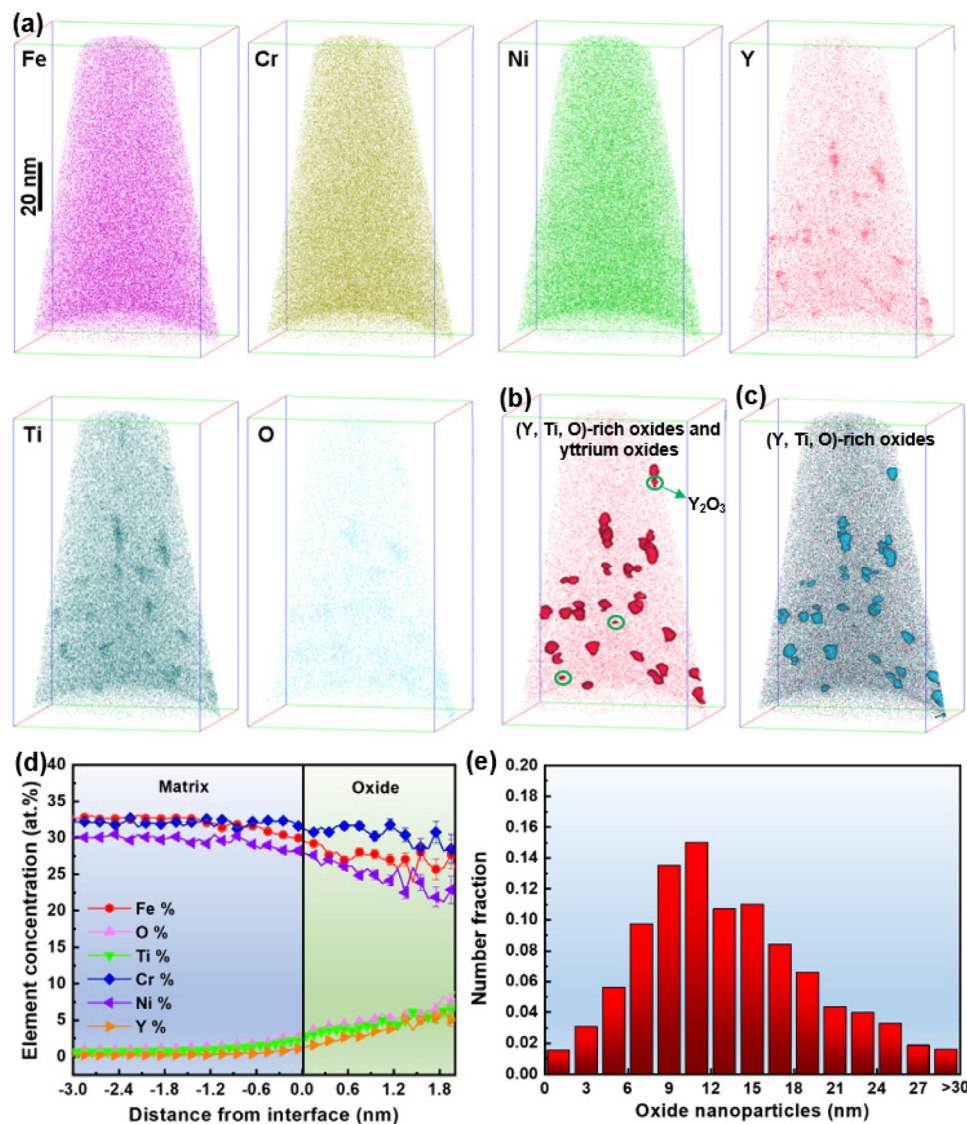 (a)
Fe
Cr
Ni
Y
20 nm
Ti
O
(b)
(Y, Ti, O)-rich oxides and
yttrium oxides
Y₂O₃
(c)
(Y, Ti, O)-rich oxides
(d)
Element concentration (at.%)
40
35
30
25
20
15
10
5
0
Matrix
Oxide
Fe %
O %
Ti %
Cr %
Ni %
Y %
-3.0 -2.4 -1.8 -1.2 -0.6 0.0 0.6 1.2 1.8
Distance from interface (nm)
(e)
Number fraction
0.20
0.18
0.16
0.14
0.12
0.10
0.08
0.06
0.04
0.02
0.00
0 3 6 9 12 15 18 21 24 27 >30
Oxide nanoparticles (nm)